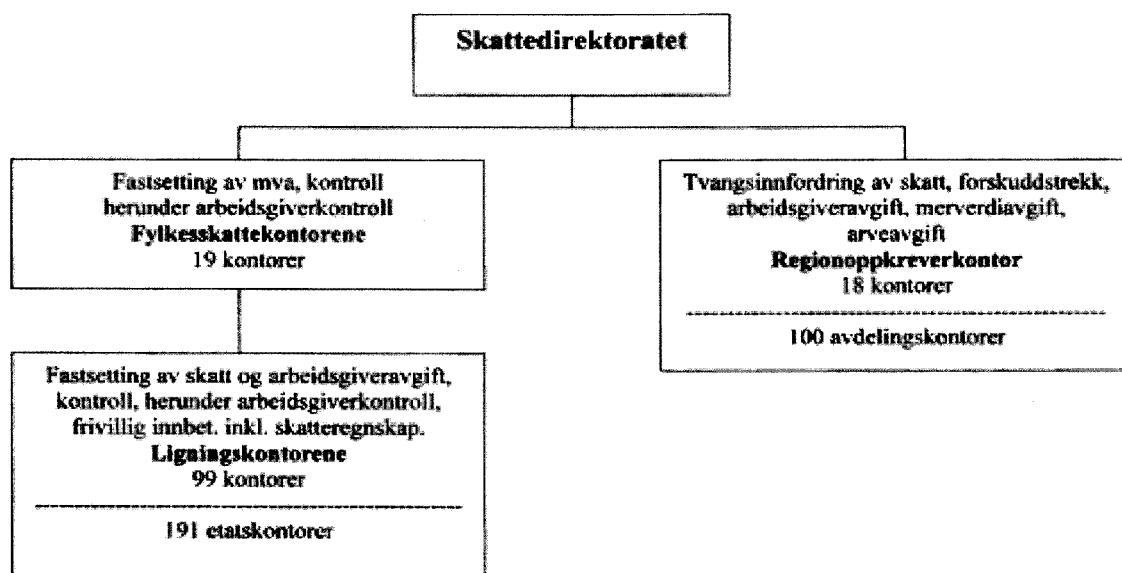 Skattedirektoratet
Fastsetting av mva, kontroll
herunder arbeidsgiverkontroll
Fylkesskattekontorene
19 kontorer
Tvangsinnfordring av skatt, forskuddstrekk,
arbeidsgiveravgift, merverdiavgift,
arveavgift
Regionoppkreverkontor
18 kontorer
100 avdelingskontorer
Fastsetting av skatt og arbeidsgiveravgift,
kontroll, herunder arbeidsgiverkontroll,
frivillig innbet. inkl. skatteregnskap.
Ligningskontorene
99 kontorer
191 etatskontorer